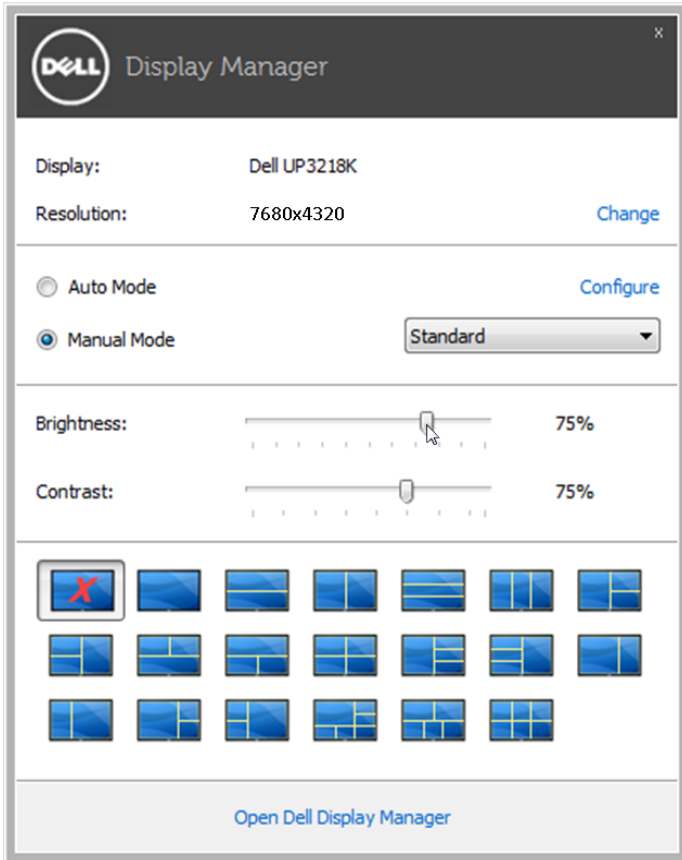 DELL Display Manager x
Display: Dell UP3218K
Resolution: 7680x4320 Change
Auto Mode Configure
Manual Mode Standard
Brightness: 75%
Contrast: 75%
X
Open Dell Display Manager